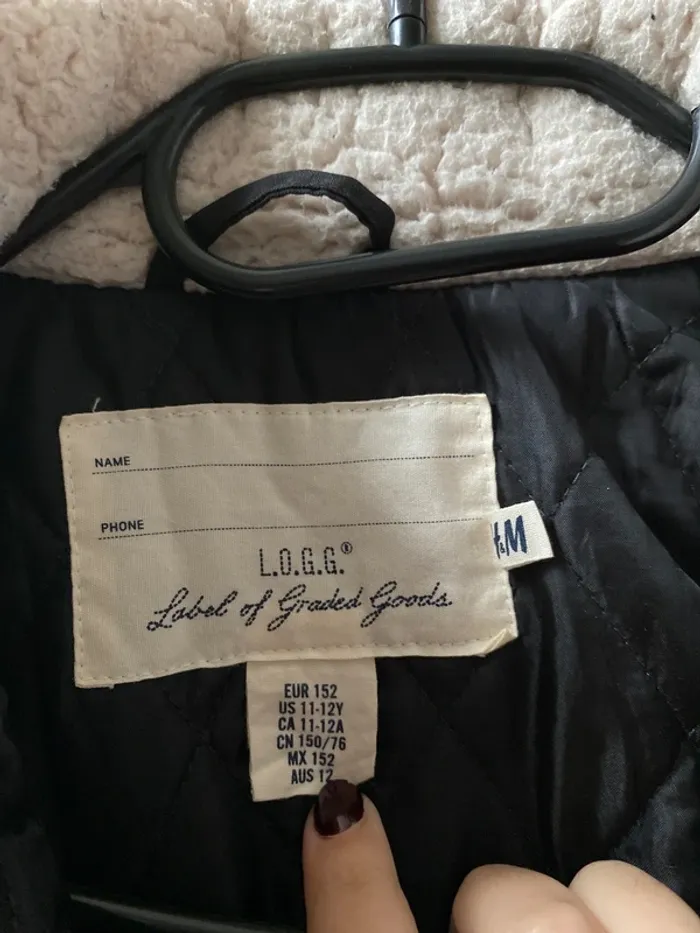 NAME
PHONE
L.O.G.G.®
Label of Graded Goods
H&M
EUR 152
US 11-12Y
CA 11-12A
CN 150/76
MX 152
AUS 12